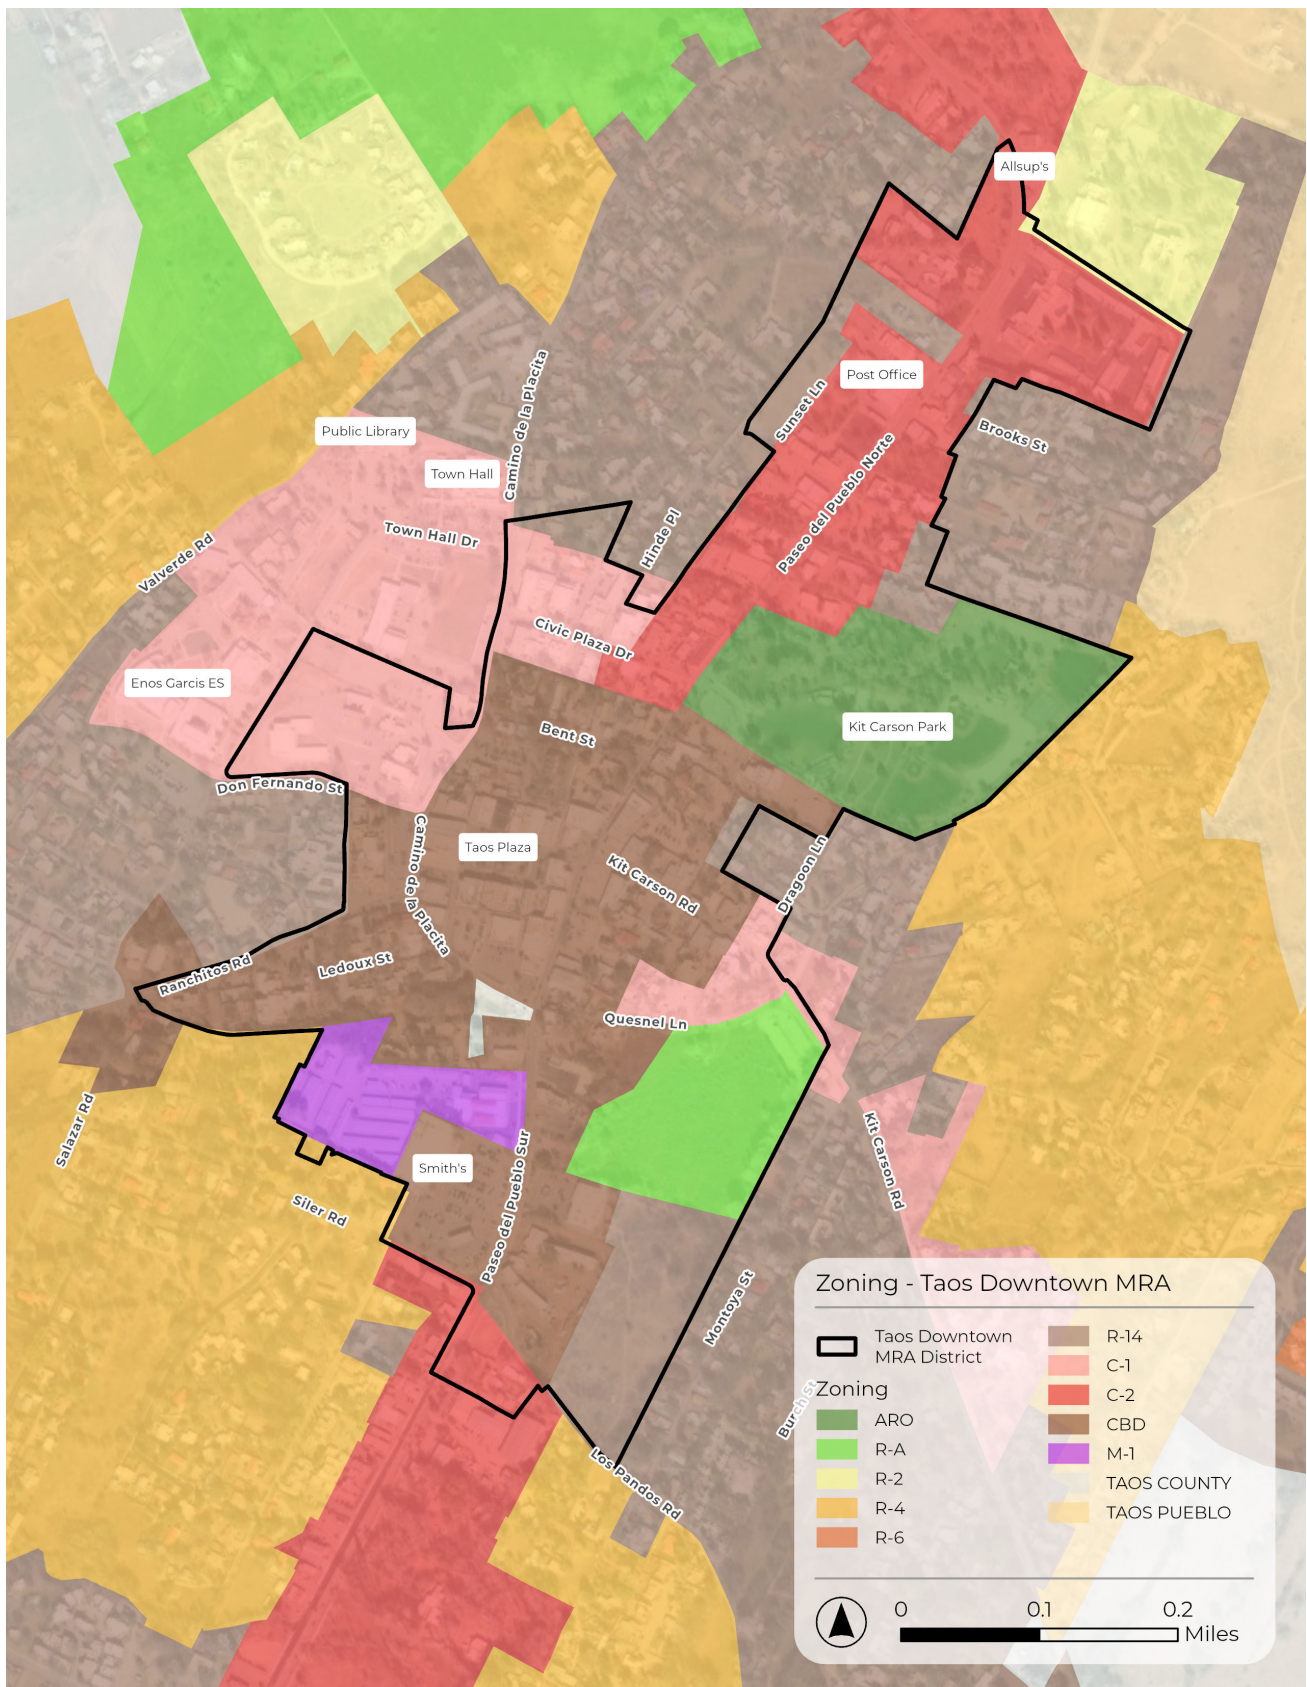 Allsup's
Post Office
Sunset Ln
Brooks St
Camino de la Placita
Public Library
Town Hall
Paseo del Pueblo Norte
Town Hall Dr
Hinde Pl
Valverde Rd
Civic Plaza Dr
Enos Garcis ES
Kit Carson Park
Bent St
Don Fernando St
Taos Plaza
Camino de la Placita
Kit Carson Rd
Dragoon Ln
Ranchitos Rd
Ledoux St
Quesnel Ln
Salazar Rd
Smith's
Kit Carson Rd
Siler Rd
Paseo del Pueblo Sur
Montoya St
Burch St
Los Pandos Rd
Zoning - Taos Downtown MRA
Taos Downtown
MRA District
Zoning
ARO
R-A
R-2
R-4
R-6
R-14
C-1
C-2
CBD
M-1
TAOS COUNTY
TAOS PUEBLO
0 0.1 0.2
Miles